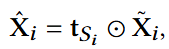 X̂ᵢ = t_{Sᵢ} ⊙ X̃ᵢ,